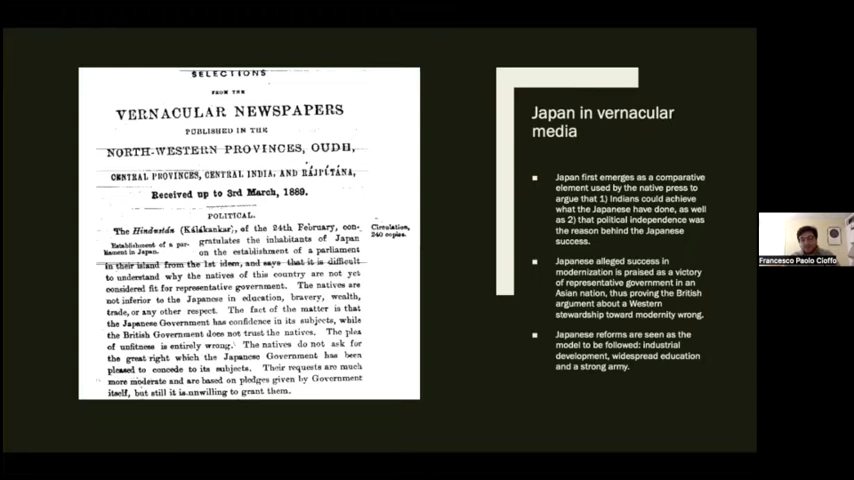 SELECTIONS
FROM THE
VERNACULAR NEWSPAPERS
PUBLISHED IN THE
NORTH-WESTERN PROVINCES, OUDH,
CENTRAL PROVINCES, CENTRAL INDIA, AND RÁJPÚTÁNA,
Received up to 3rd March, 1889.
POLITICAL.
The Hindustán (Kálákankar), of the 24th February, con-
gratulates the inhabitants of Japan
on the establishment of a parliament
Establishment of a par-
liament in Japan.
Circulation,
240 copies.
in their island from the 1st idem, and says that it is difficult
to understand why the natives of this country are not yet
considered fit for representative government. The natives are
not inferior to the Japanese in education, bravery, wealth,
trade, or any other respect. The fact of the matter is that
the Japanese Government has confidence in its subjects, while
the British Government does not trust the natives. The plea
of unfitness is entirely wrong. The natives do not ask for
the great right which the Japanese Government has been
pleased to concede to its subjects. Their requests are much
more moderate and are based on pledges given by Government
itself, but still it is unwilling to grant them.
Japan in vernacular
media
Japan first emerges as a comparative
element used by the native press to
argue that 1) Indians could achieve
what the Japanese have done, as well
as 2) that political independence was
the reason behind the Japanese
success.
Japanese alleged success in
modernization is praised as a victory
of representative government in an
Asian nation, thus proving the British
argument about a Western
stewardship toward modernity wrong.
Japanese reforms are seen as the
model to be followed: industrial
development, widespread education
and a strong army.
Francesco Paolo Cioffo